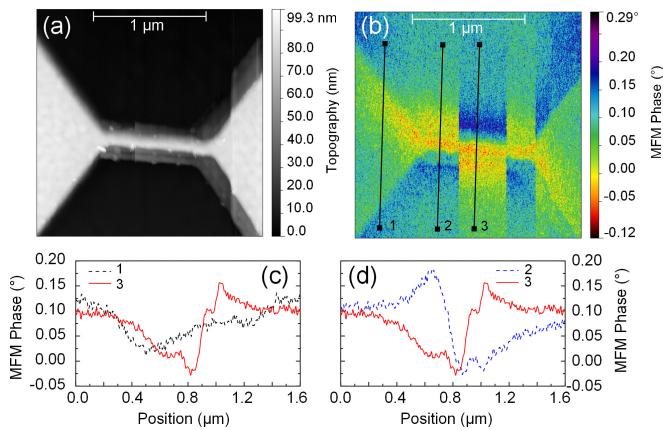 (a)
1 µm
99.3 nm
80.0
70.0
60.0
50.0
40.0
30.0
20.0
10.0
0.0
Topography (nm)
(b)
1 µm
1
2
3
0.29°
0.20
0.15
0.10
0.05
0.00
-0.05
-0.12
MFM Phase (°)
(c)
1
3
0.20
0.15
0.10
0.05
0.00
-0.05
MFM Phase (°)
0.0 0.4 0.8 1.2 1.6
Position (µm)
(d)
2
3
0.20
0.15
0.10
0.05
0.00
-0.05
MFM Phase (°)
0.0 0.4 0.8 1.2 1.6
Position (µm)